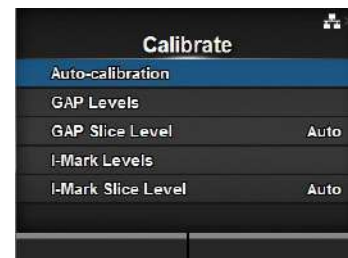 Calibrate
Auto-calibration
GAP Levels
GAP Slice Level Auto
I-Mark Levels
I-Mark Slice Level Auto